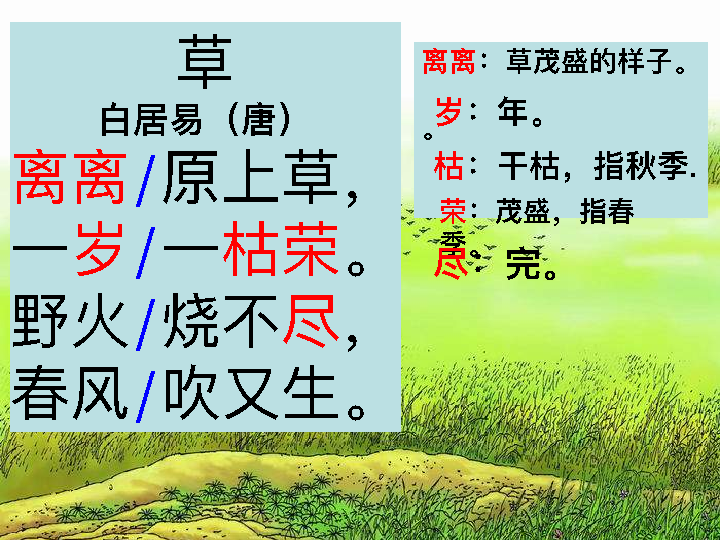 草
白居易（唐）
离离/原上草，
一岁/一枯荣。
野火/烧不尽，
春风/吹又生。
离离：草茂盛的样子。
岁：年。
。
枯：干枯，指秋季.
荣：茂盛，指春
季。
尽：完。